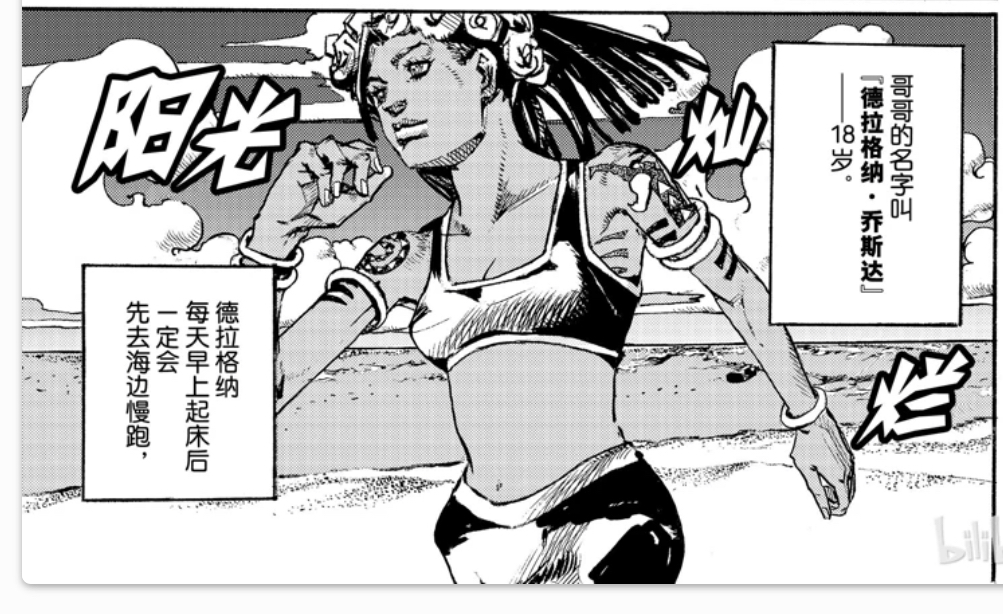 哥哥的名字叫
『德拉格纳·乔斯达』
——18岁。
阳光
灿
烂
德拉格纳
每天早上起床后
一定会
先去海边慢跑，
bili